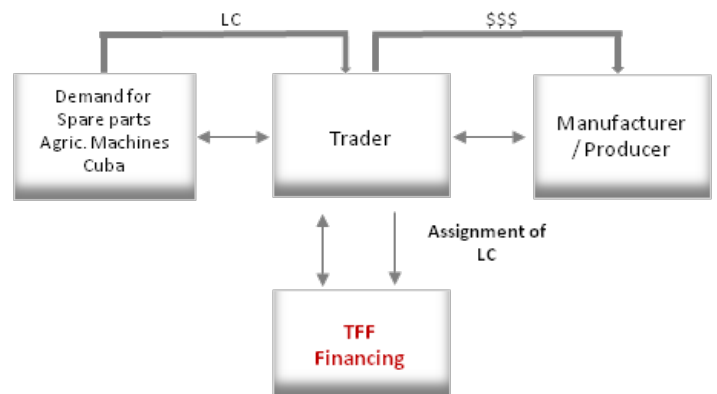 LC
$$$
Demand for
Spare parts
Agric. Machines
Cuba
Trader
Manufacturer
/ Producer
Assignment of
LC
TFF
Financing